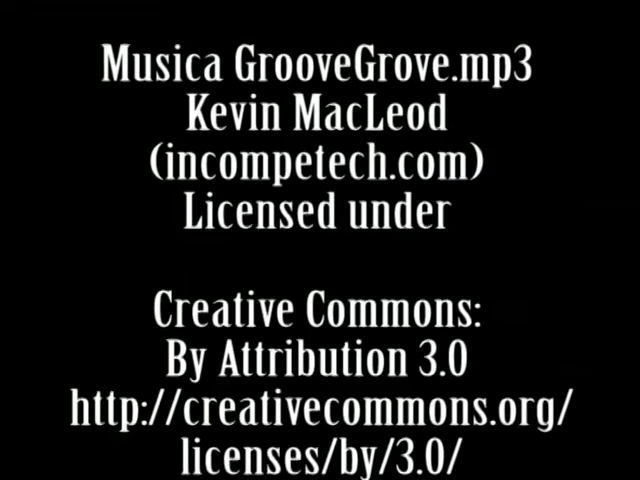 Musica GrooveGrove.mp3
Kevin MacLeod
(incompetech.com)
Licensed under
Creative Commons:
By Attribution 3.0
http://creativecommons.org/
licenses/by/3.0/